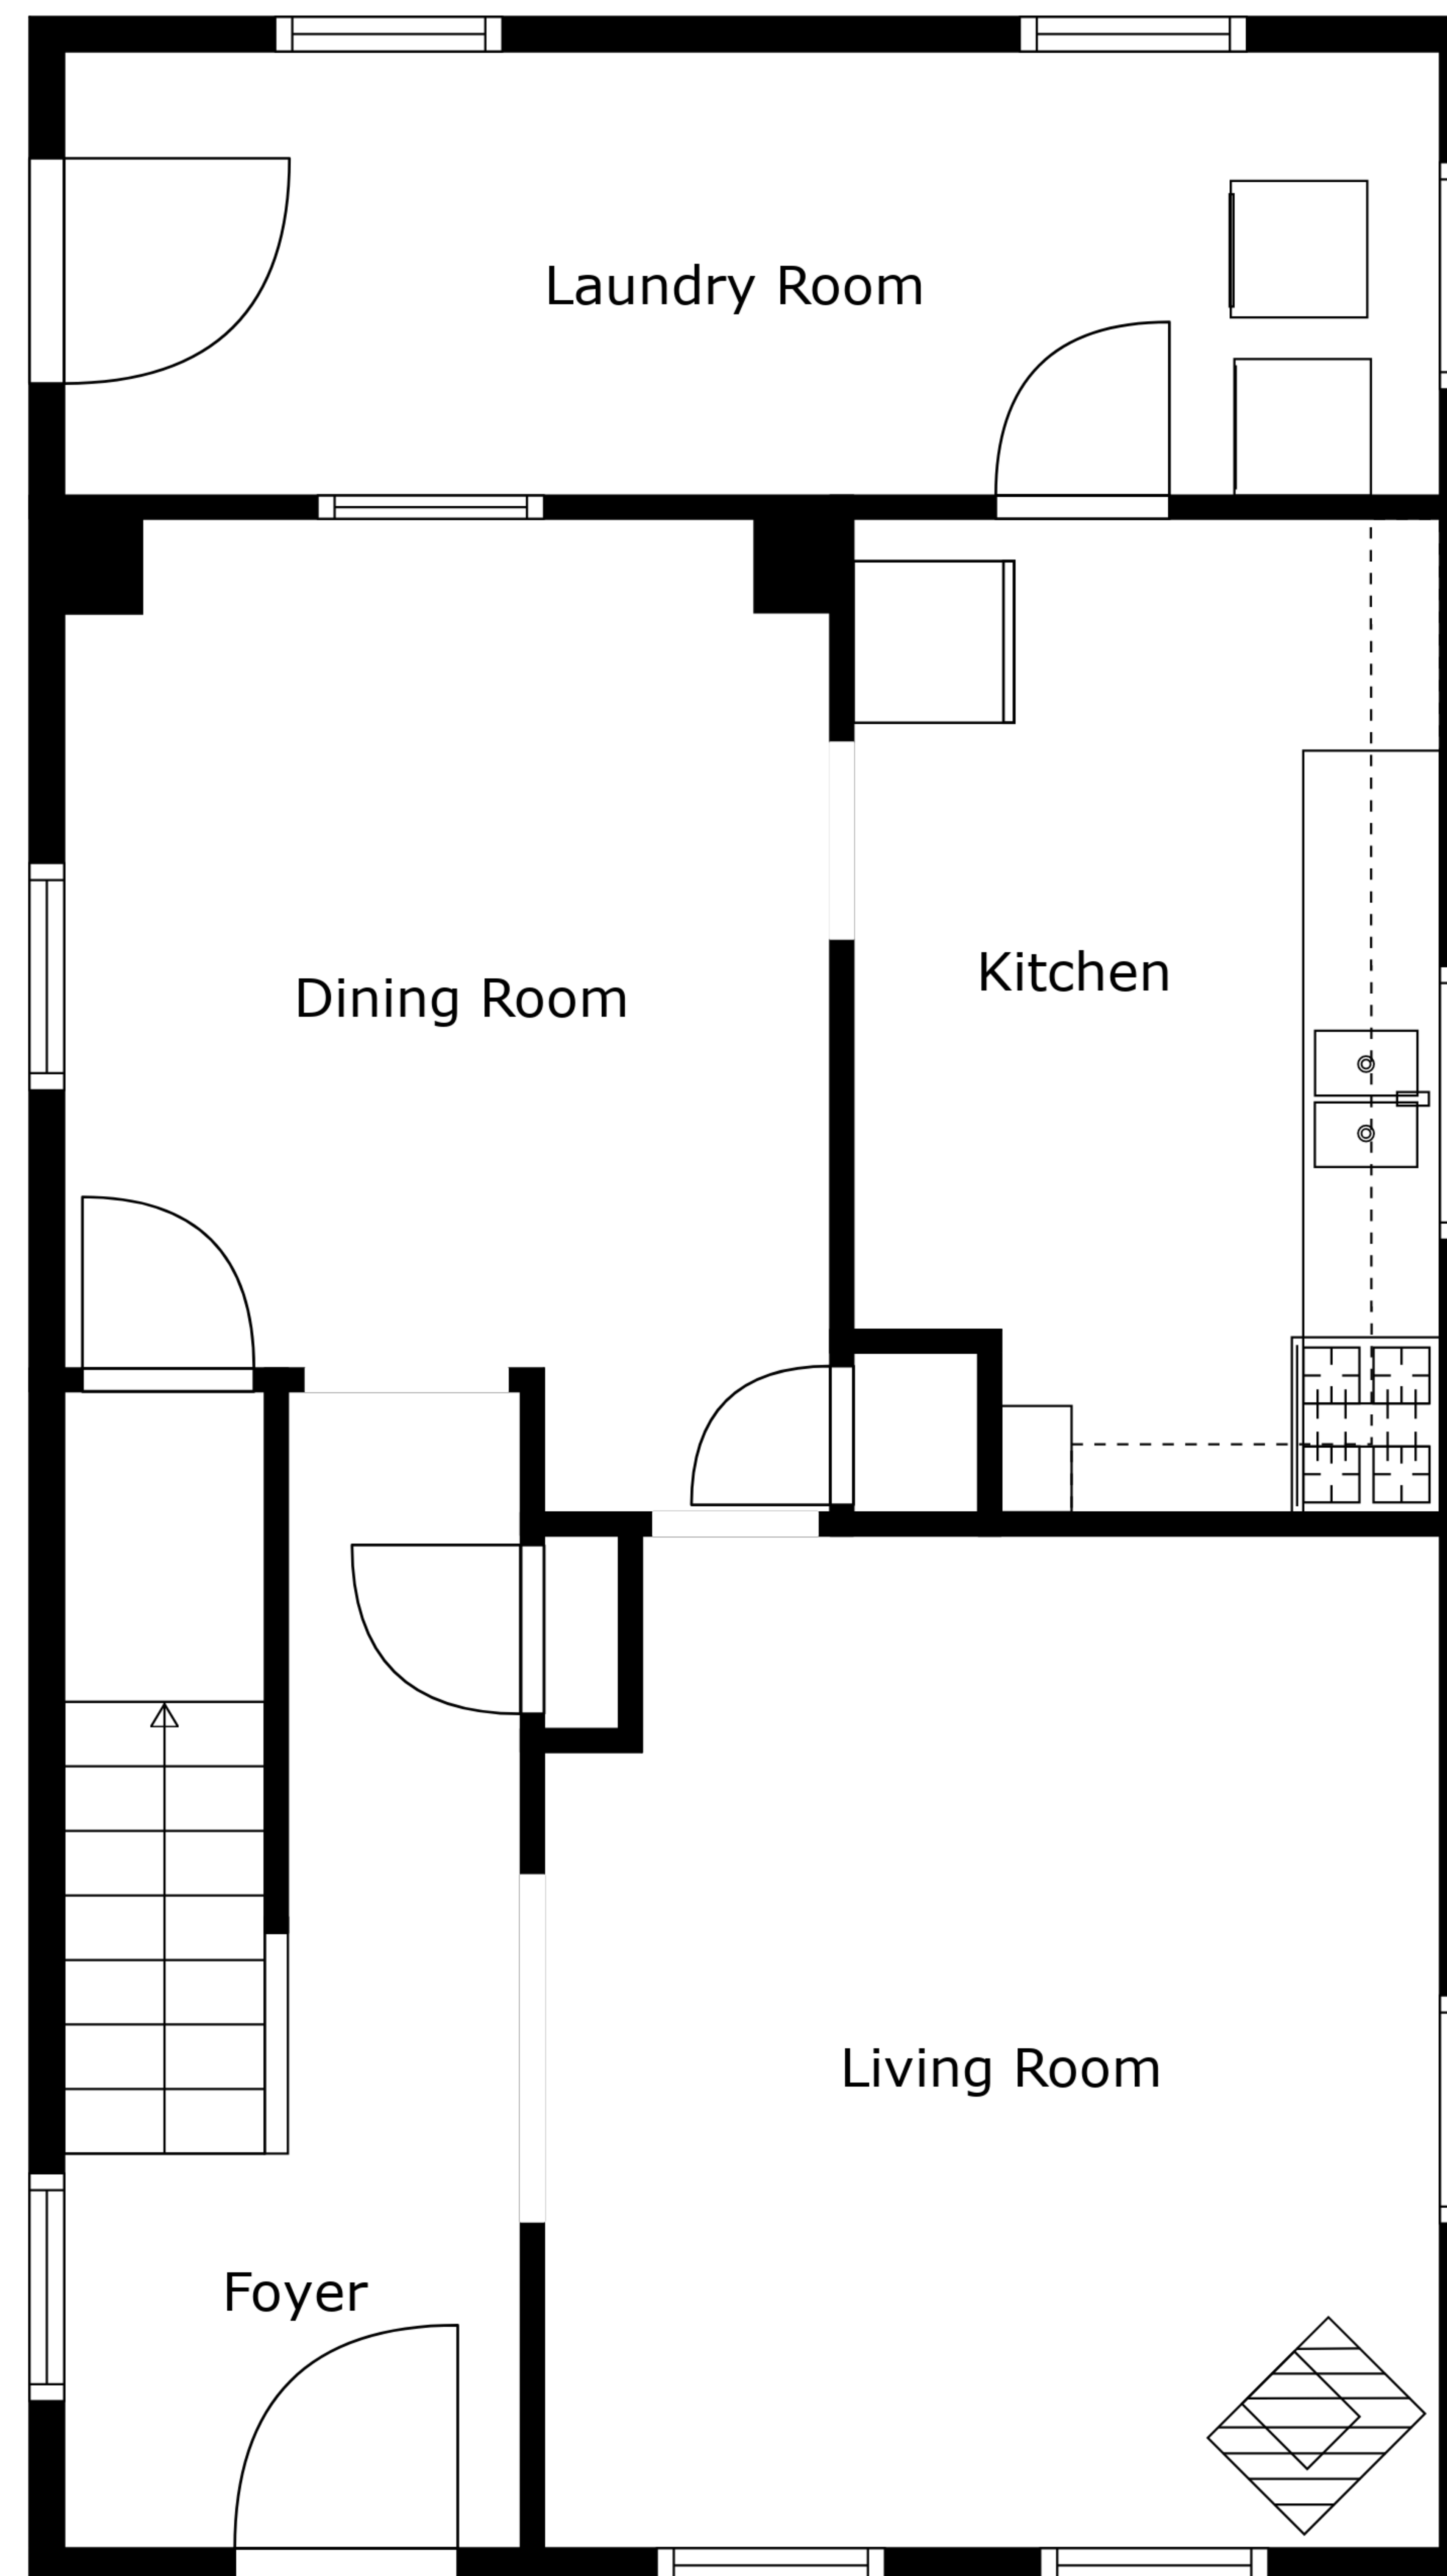 Laundry Room
Kitchen
Dining Room
Living Room
Foyer